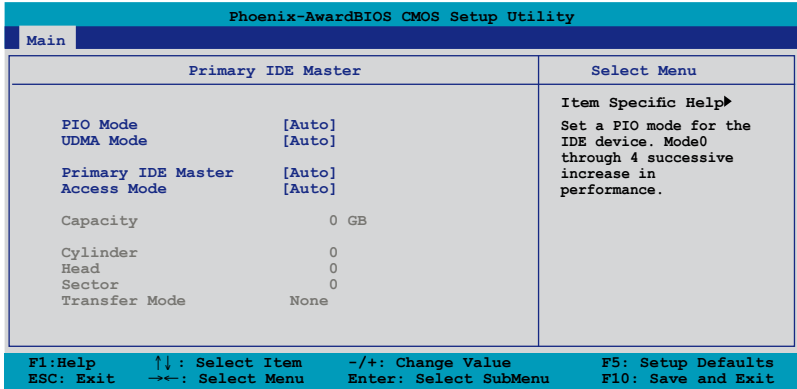 Phoenix-AwardBIOS CMOS Setup Utility
Main
Primary IDE Master
Select Menu
PIO Mode [Auto]
UDMA Mode [Auto]
Primary IDE Master [Auto]
Access Mode [Auto]
Capacity 0 GB
Cylinder 0
Head 0
Sector 0
Transfer Mode None
Item Specific Help▶
Set a PIO mode for the
IDE device. Mode0
through 4 successive
increase in
performance.
F1:Help ↑↓: Select Item -/+: Change Value F5: Setup Defaults
ESC: Exit →←: Select Menu Enter: Select SubMenu F10: Save and Exit